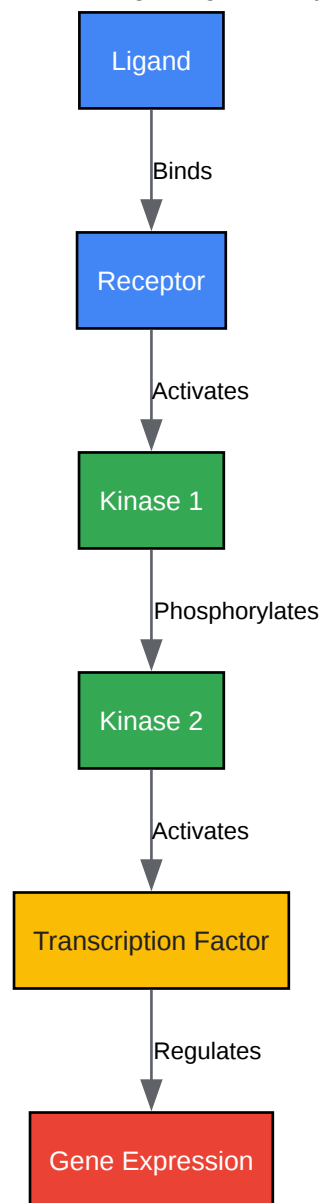 Ligand
Binds
Receptor
Activates
Kinase 1
Phosphorylates
Kinase 2
Activates
Transcription Factor
Regulates
Gene Expression